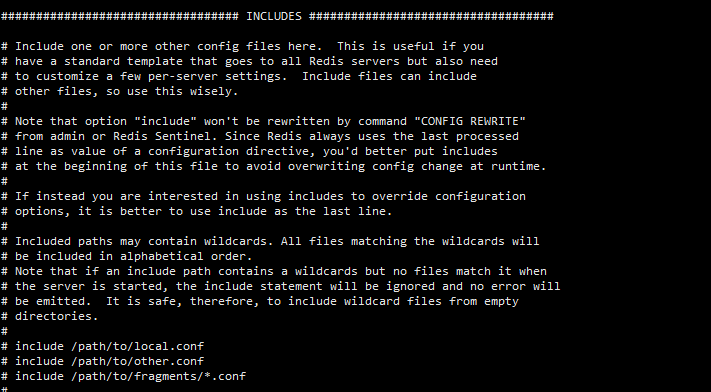 ################################ INCLUDES ###################################
# Include one or more other config files here.  This is useful if you
# have a standard template that goes to all Redis servers but also need
# to customize a few per-server settings.  Include files can include
# other files, so use this wisely.
#
# Note that option "include" won't be rewritten by command "CONFIG REWRITE"
# from admin or Redis Sentinel. Since Redis always uses the last processed
# line as value of a configuration directive, you'd better put includes
# at the beginning of this file to avoid overwriting config change at runtime.
#
# If instead you are interested in using includes to override configuration
# options, it is better to use include as the last line.
#
# Included paths may contain wildcards. All files matching the wildcards will
# be included in alphabetical order.
# Note that if an include path contains a wildcards but no files match it when
# the server is started, the include statement will be ignored and no error will
# be emitted.  It is safe, therefore, to include wildcard files from empty
# directories.
#
# include /path/to/local.conf
# include /path/to/other.conf
# include /path/to/fragments/*.conf
#